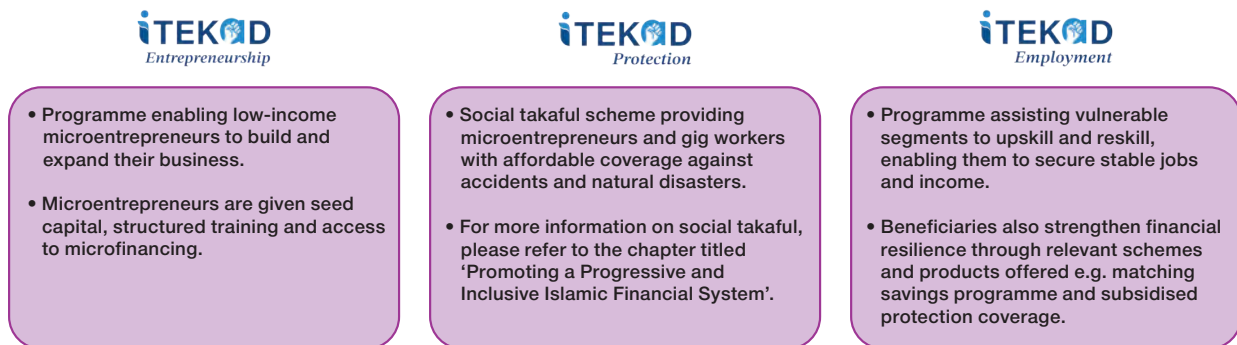 iTEKAD
Entrepreneurship
• Programme enabling low-income
microentrepreneurs to build and
expand their business.
• Microentrepreneurs are given seed
capital, structured training and access
to microfinancing.
iTEKAD
Protection
• Social takaful scheme providing
microentrepreneurs and gig workers
with affordable coverage against
accidents and natural disasters.
• For more information on social takaful,
please refer to the chapter titled
‘Promoting a Progressive and
Inclusive Islamic Financial System’.
iTEKAD
Employment
• Programme assisting vulnerable
segments to upskill and reskill,
enabling them to secure stable jobs
and income.
• Beneficiaries also strengthen financial
resilience through relevant schemes
and products offered e.g. matching
savings programme and subsidised
protection coverage.